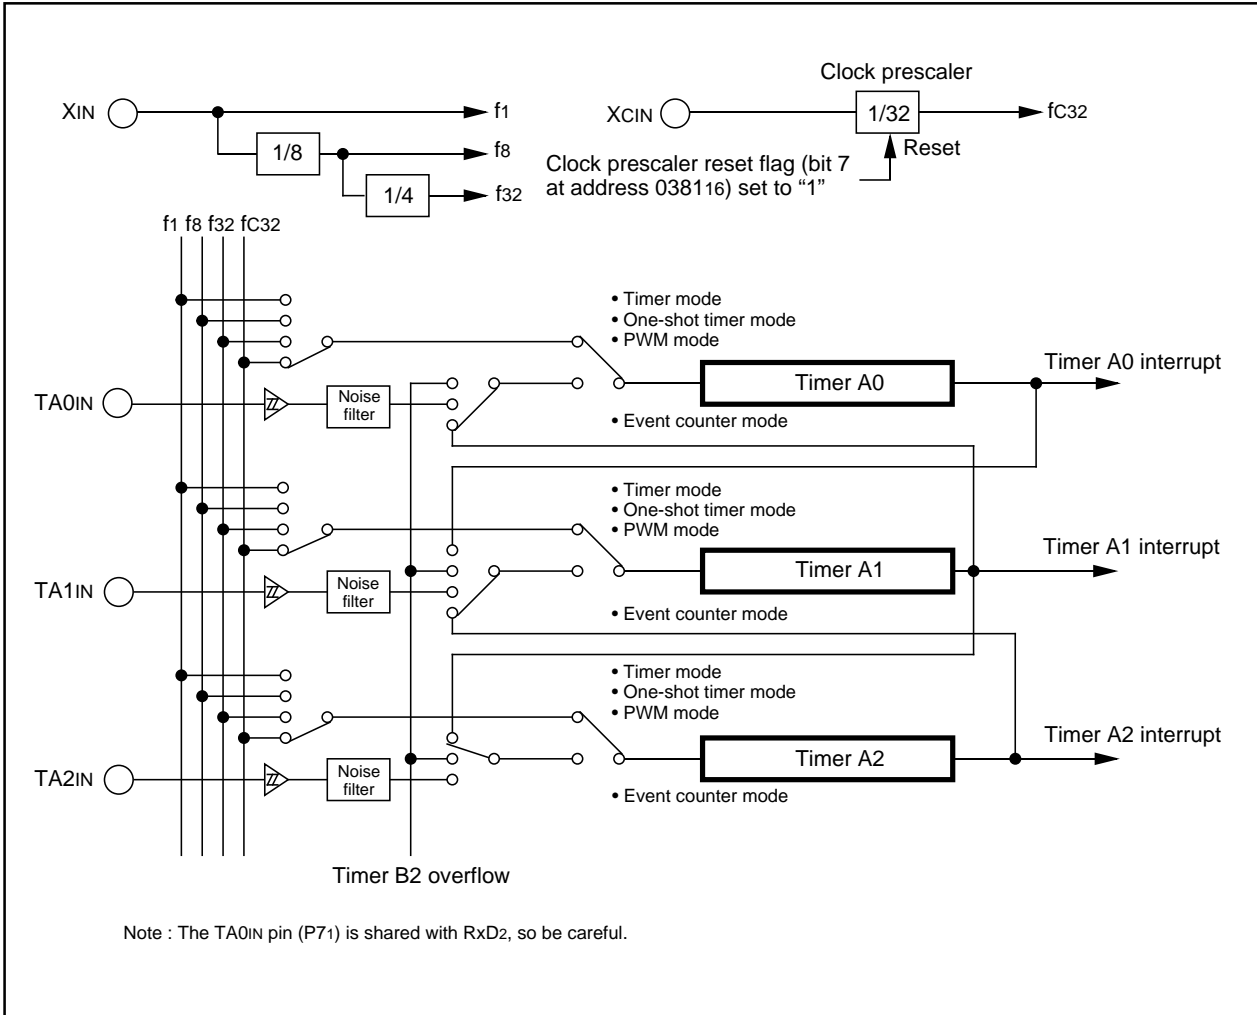 Clock prescaler
XIN
f1
XCIN
1/32
fC32
1/8
f8
Reset
Clock prescaler reset flag (bit 7
at address 038116) set to “1”
1/4
f32
f1 f8 f32 fC32
• Timer mode
• One-shot timer mode
• PWM mode
Timer A0 interrupt
TA0IN
Noise
filter
Timer A0
• Event counter mode
• Timer mode
• One-shot timer mode
• PWM mode
Timer A1 interrupt
TA1IN
Noise
filter
Timer A1
• Event counter mode
• Timer mode
• One-shot timer mode
• PWM mode
Timer A2 interrupt
TA2IN
Noise
filter
Timer A2
• Event counter mode
Timer B2 overflow
Note : The TA0IN pin (P71) is shared with RxD2, so be careful.